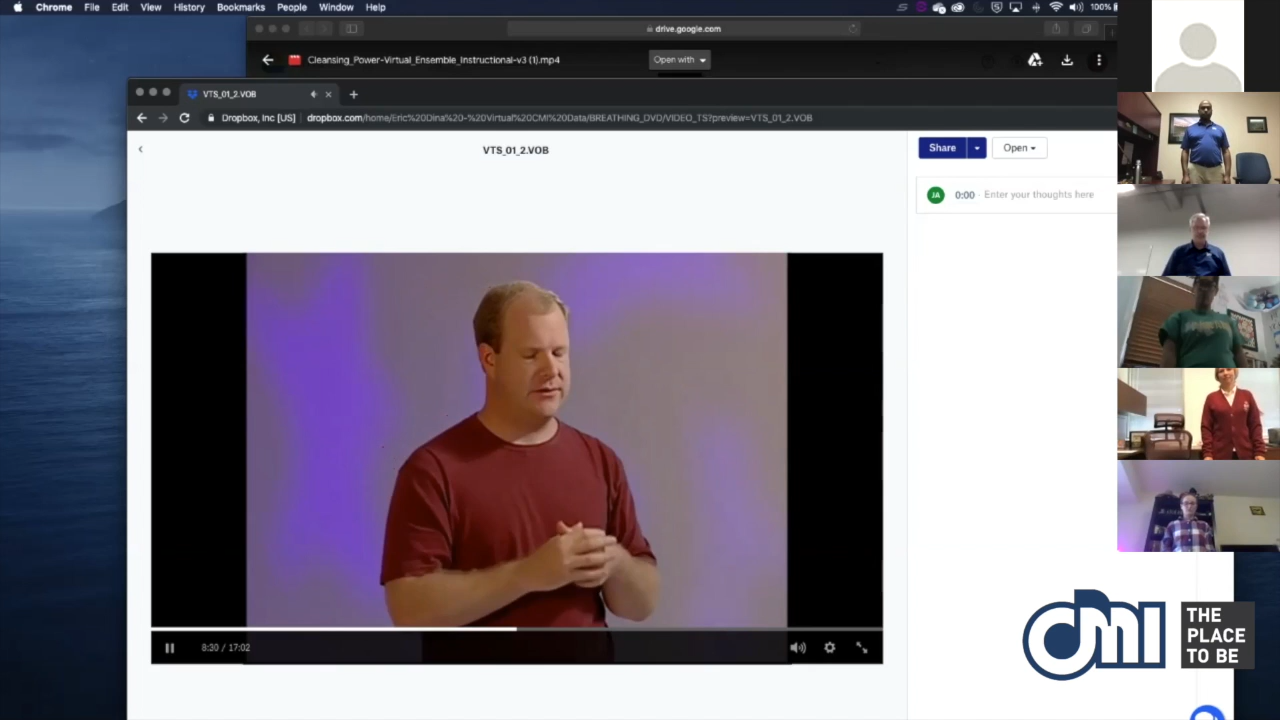 Chrome File Edit View History Bookmarks People Window Help 100%
drive.google.com
Cleansing_Power-Virtual_Ensemble_Instructional-v3 (1).mp4 Open with
VTS_01_2.VOB
Dropbox, Inc [US] dropbox.com/home/Eric%20Dina%20-%20Virtual%20CMI%20Data/BREATHING_DVD/VIDEO_TS?preview=VTS_01_2.VOB
VTS_01_2.VOB
Share Open
JA 0:00 - Enter your thoughts here
8:30 / 17:02
CMI THE
PLACE
TO BE